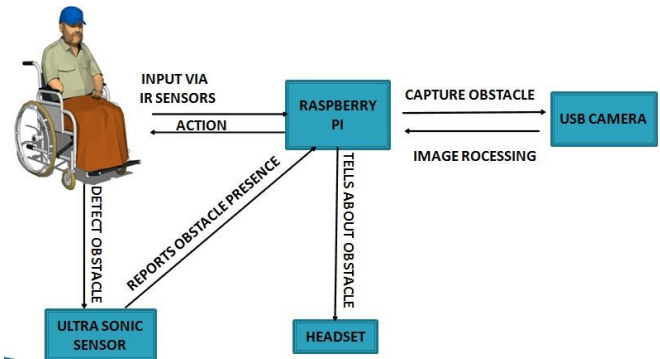 INPUT VIA
IR SENSORS
ACTION
RASPBERRY
PI
CAPTURE OBSTACLE
IMAGE ROCESSING
USB CAMERA
DETECT OBSTACLE
REPORTS OBSTACLE PRESENCE
TELLS ABOUT OBSTACLE
ULTRA SONIC
SENSOR
HEADSET